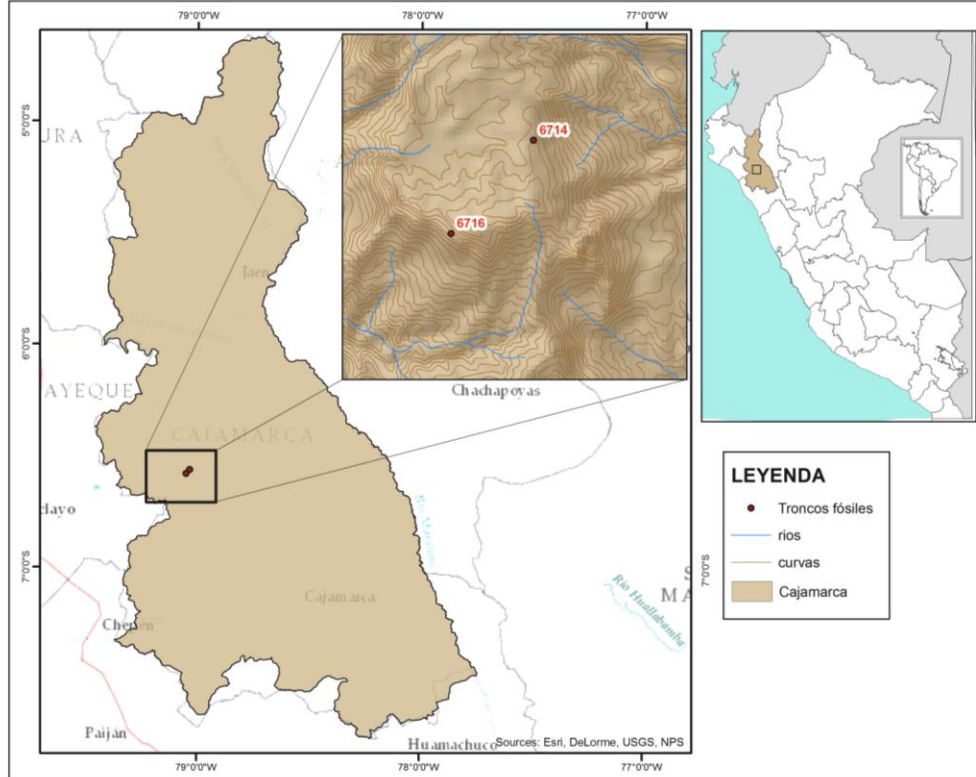 79°0'0"W
78°0'0"W
77°0'0"W
5°0'0"S
URA
6714
6716
Jaén
6°0'0"S
AYEQUE
Chachapoyas
CAJAMARCA
clayo
7°0'0"S
Cajamarca
Río Huallabamba
MA
Chepén
Paiján
Huamachuco
Sources: Esri, DeLorme, USGS, NPS
79°0'0"W
78°0'0"W
77°0'0"W
LEYENDA
Troncos fósiles
rios
curvas
Cajamarca
7°0'0"S